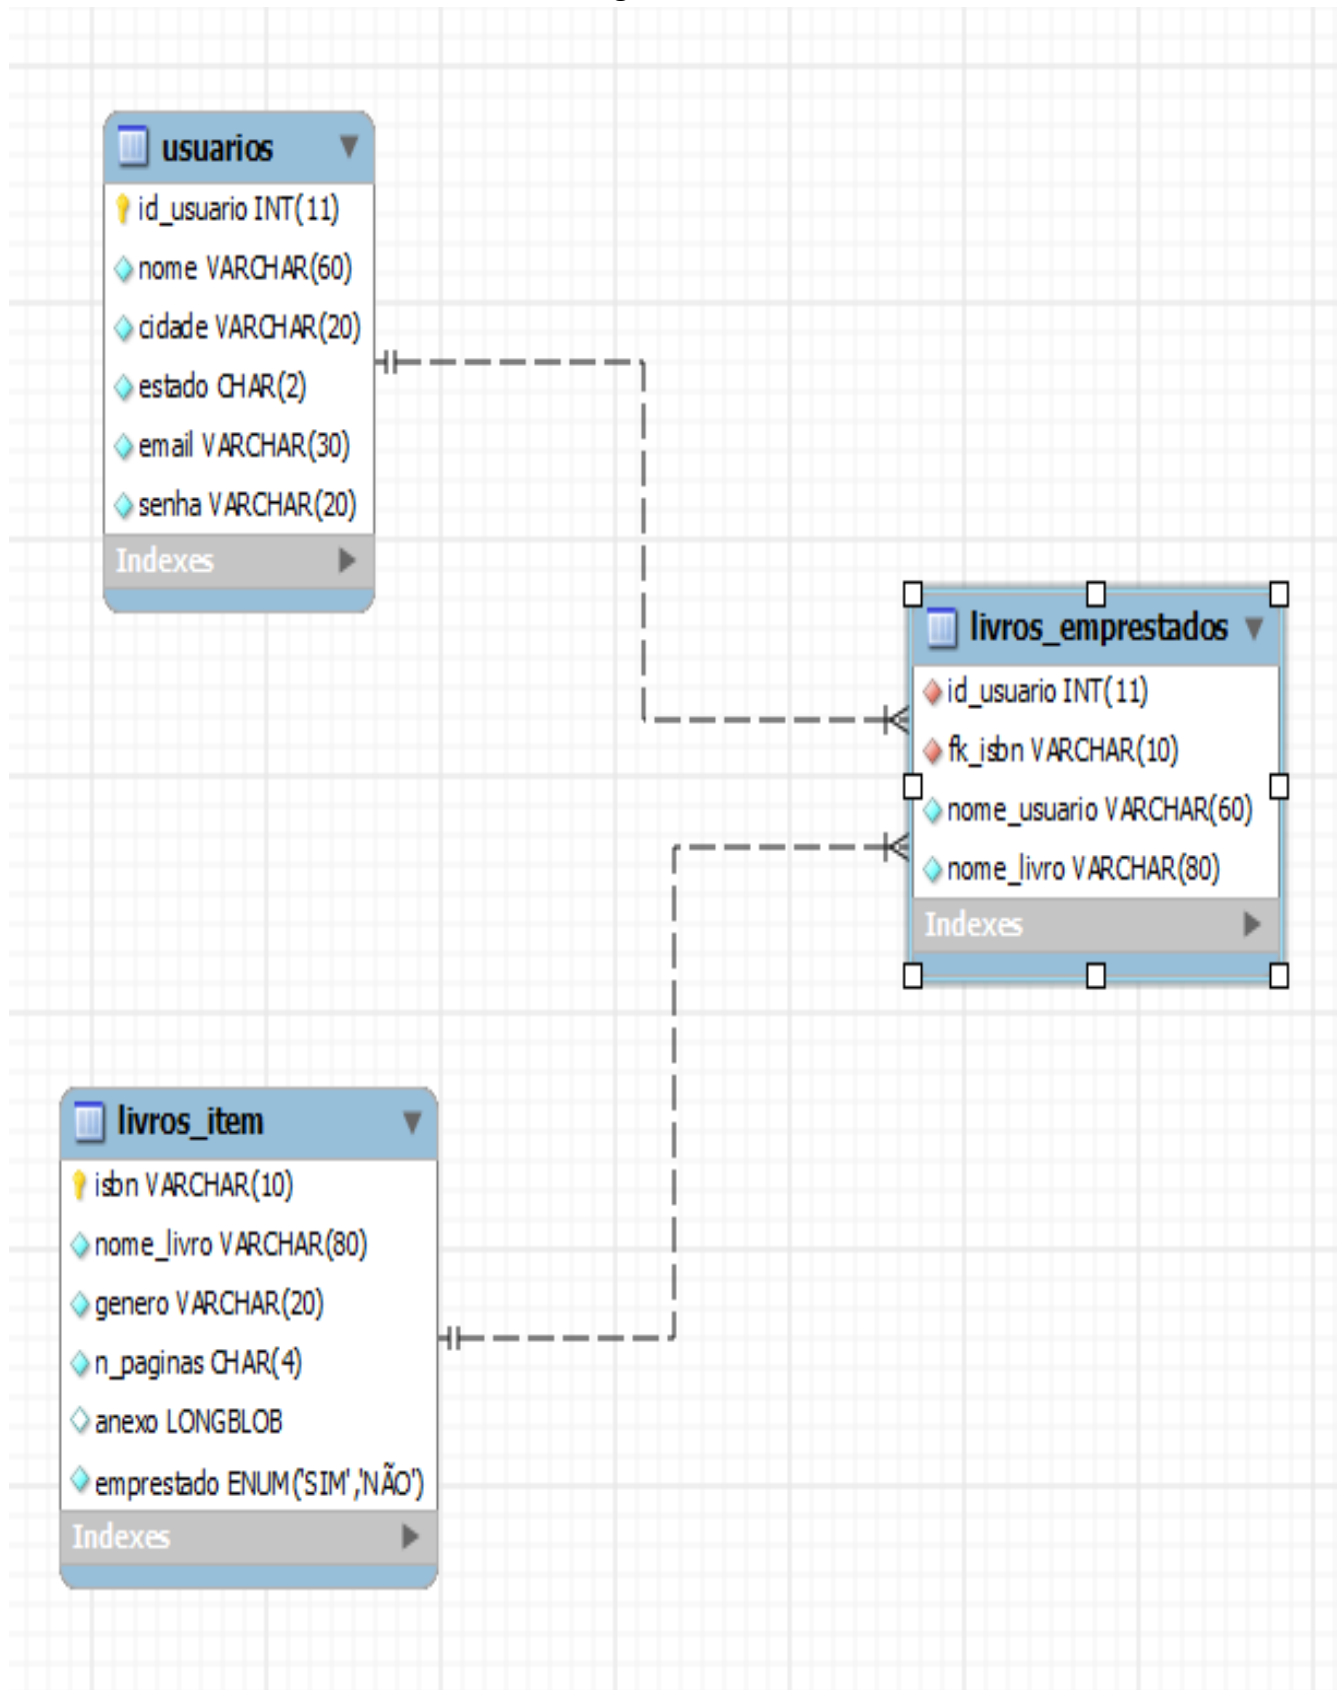 usuarios
id_usuario INT(11)
nome VARCHAR(60)
cidade VARCHAR(20)
estado CHAR(2)
email VARCHAR(30)
senha VARCHAR(20)
Indexes
livros_emprestados
id_usuario INT(11)
fk_isbn VARCHAR(10)
nome_usuario VARCHAR(60)
nome_livro VARCHAR(80)
Indexes
livros_item
isbn VARCHAR(10)
nome_livro VARCHAR(80)
genero VARCHAR(20)
n_paginas CHAR(4)
anexo LONGBLOB
emprestado ENUM('SIM','NÃO')
Indexes